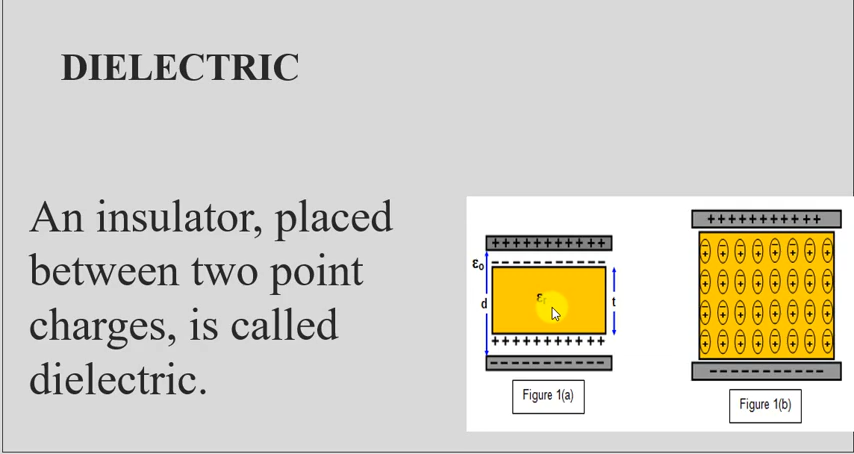 DIELECTRIC
An insulator, placed
between two point
charges, is called
dielectric.
+ + + + + + + + + + +
ε₀
d
t
Figure 1(a)
Figure 1(b)